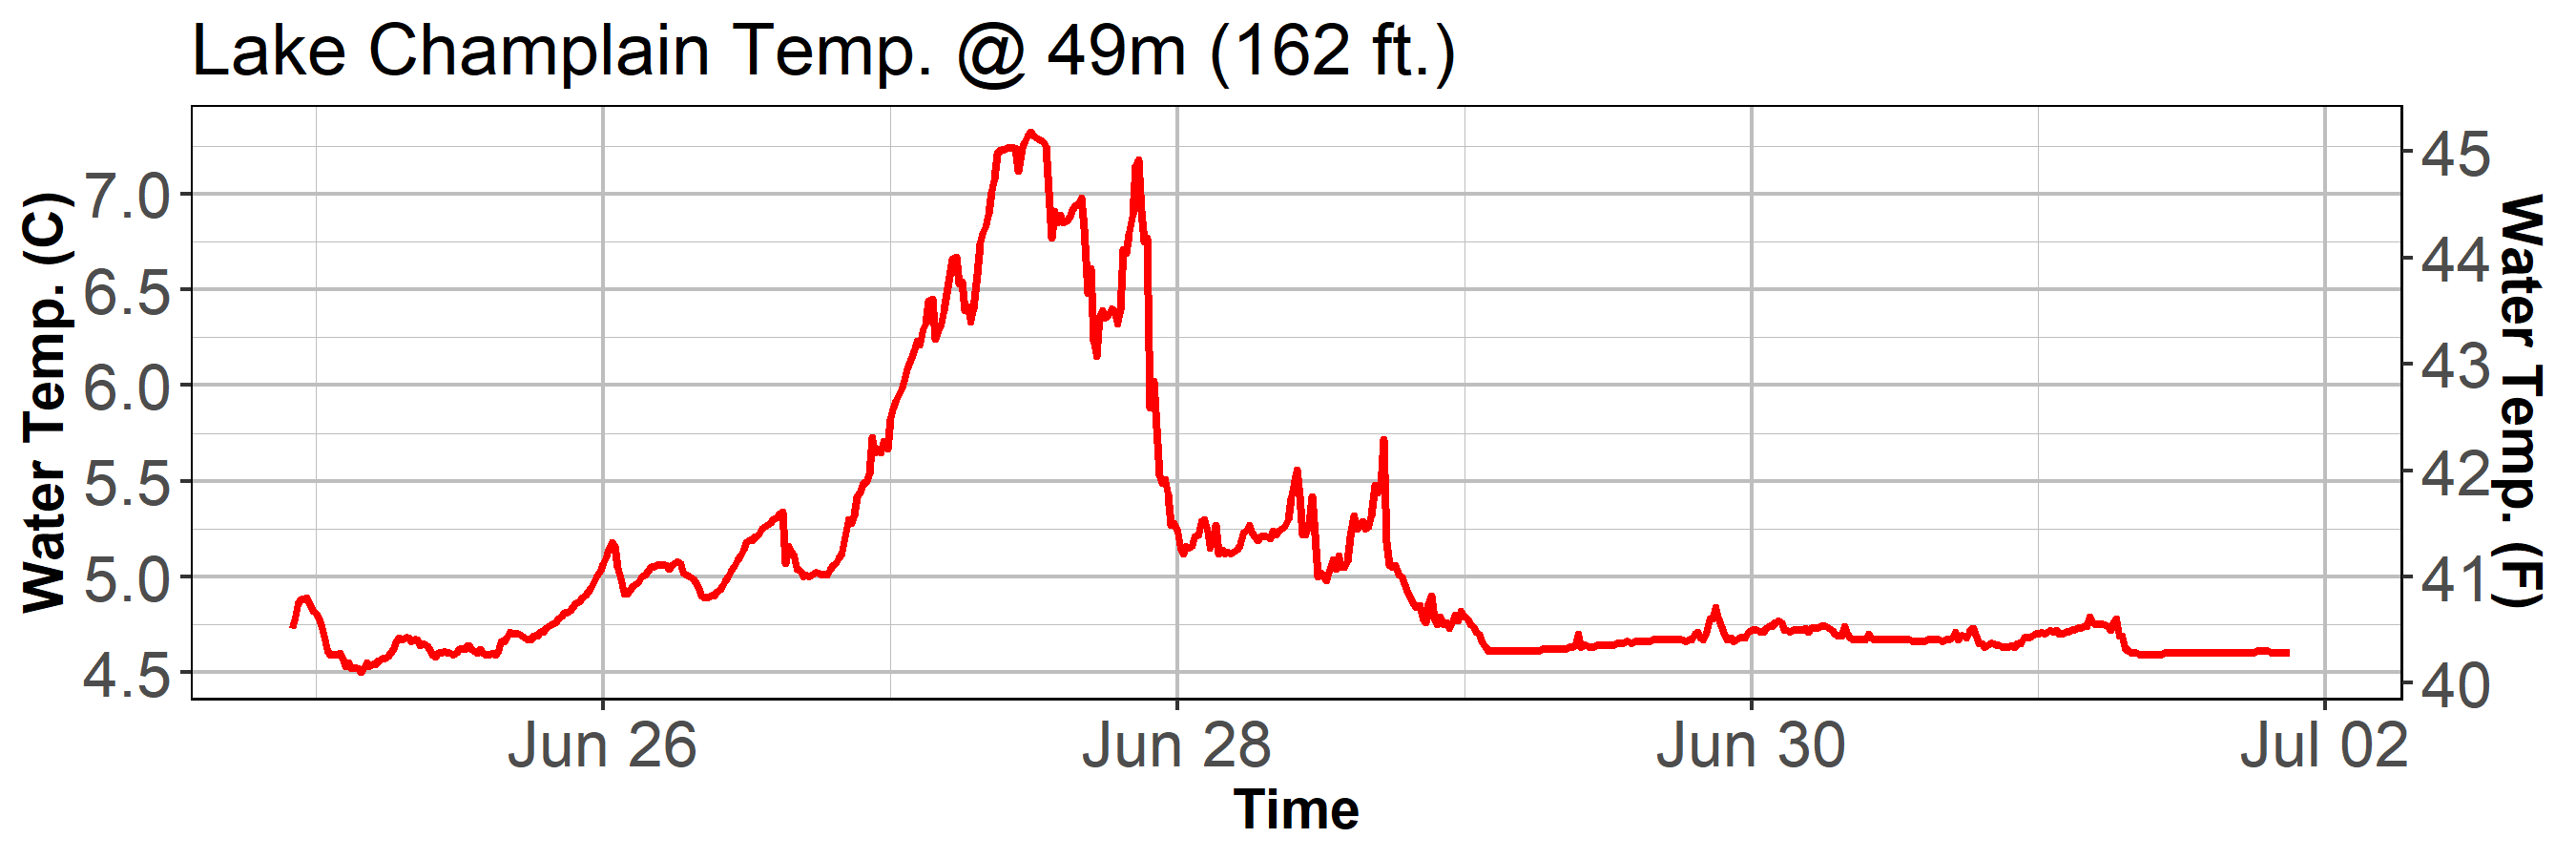 Lake Champlain Temp. @ 49m (162 ft.)
Water Temp. (C)
7.0
6.5
6.0
5.5
5.0
4.5
45
44
43
42
41
40
Water Temp. (F)
Jun 26
Jun 28
Jun 30
Jul 02
Time